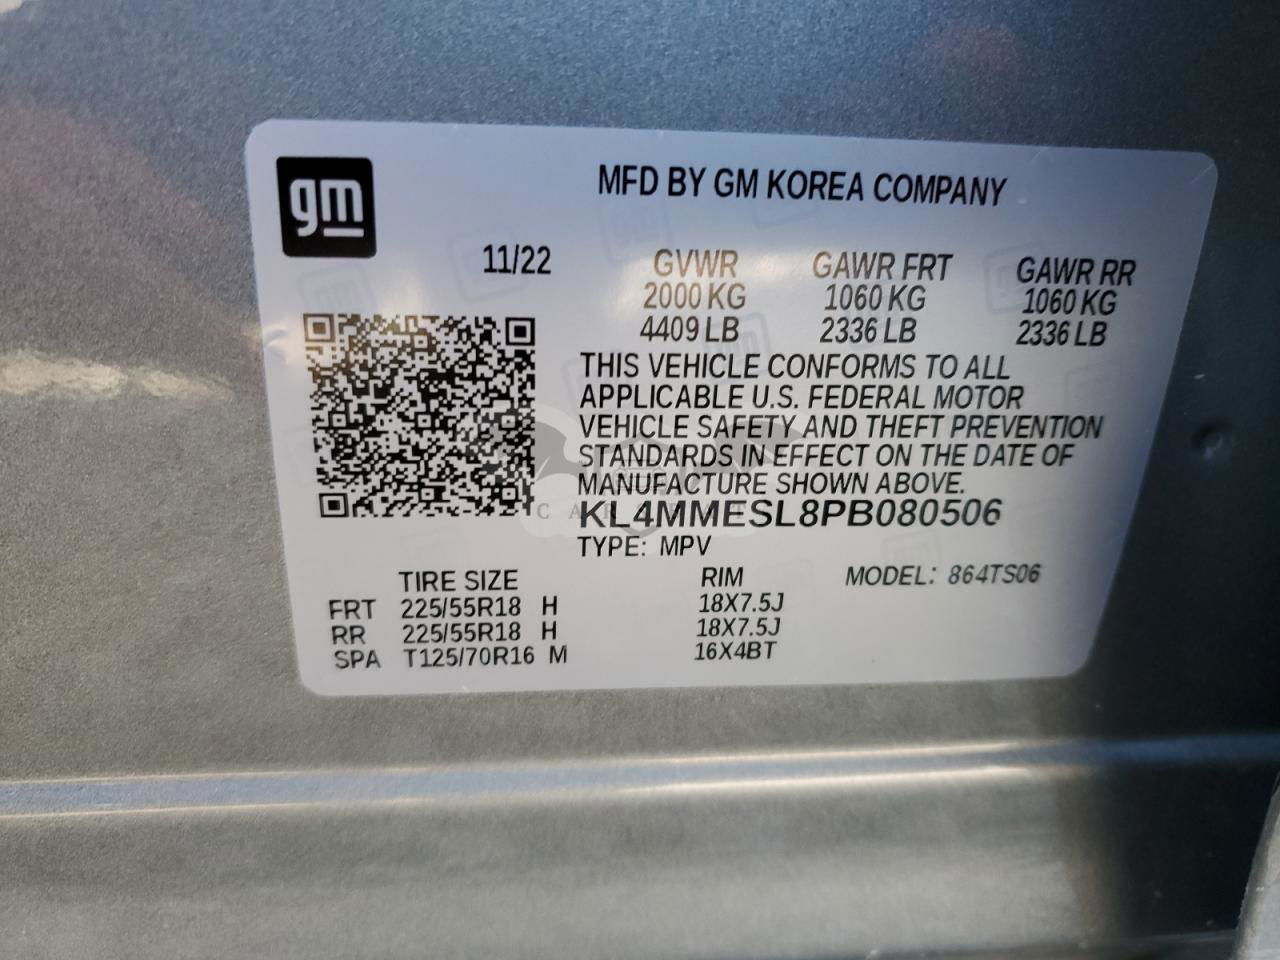 gm
MFD BY GM KOREA COMPANY
11/22 GVWR GAWR FRT GAWR RR
2000 KG 1060 KG 1060 KG
4409 LB 2336 LB 2336 LB
THIS VEHICLE CONFORMS TO ALL
APPLICABLE U.S. FEDERAL MOTOR
VEHICLE SAFETY AND THEFT PREVENTION
STANDARDS IN EFFECT ON THE DATE OF
MANUFACTURE SHOWN ABOVE.
KL4MMESL8PB080506
TYPE: MPV
TIRE SIZE RIM MODEL: 864TS06
FRT 225/55R18 H 18X7.5J
RR 225/55R18 H 18X7.5J
SPA T125/70R16 M 16X4BT